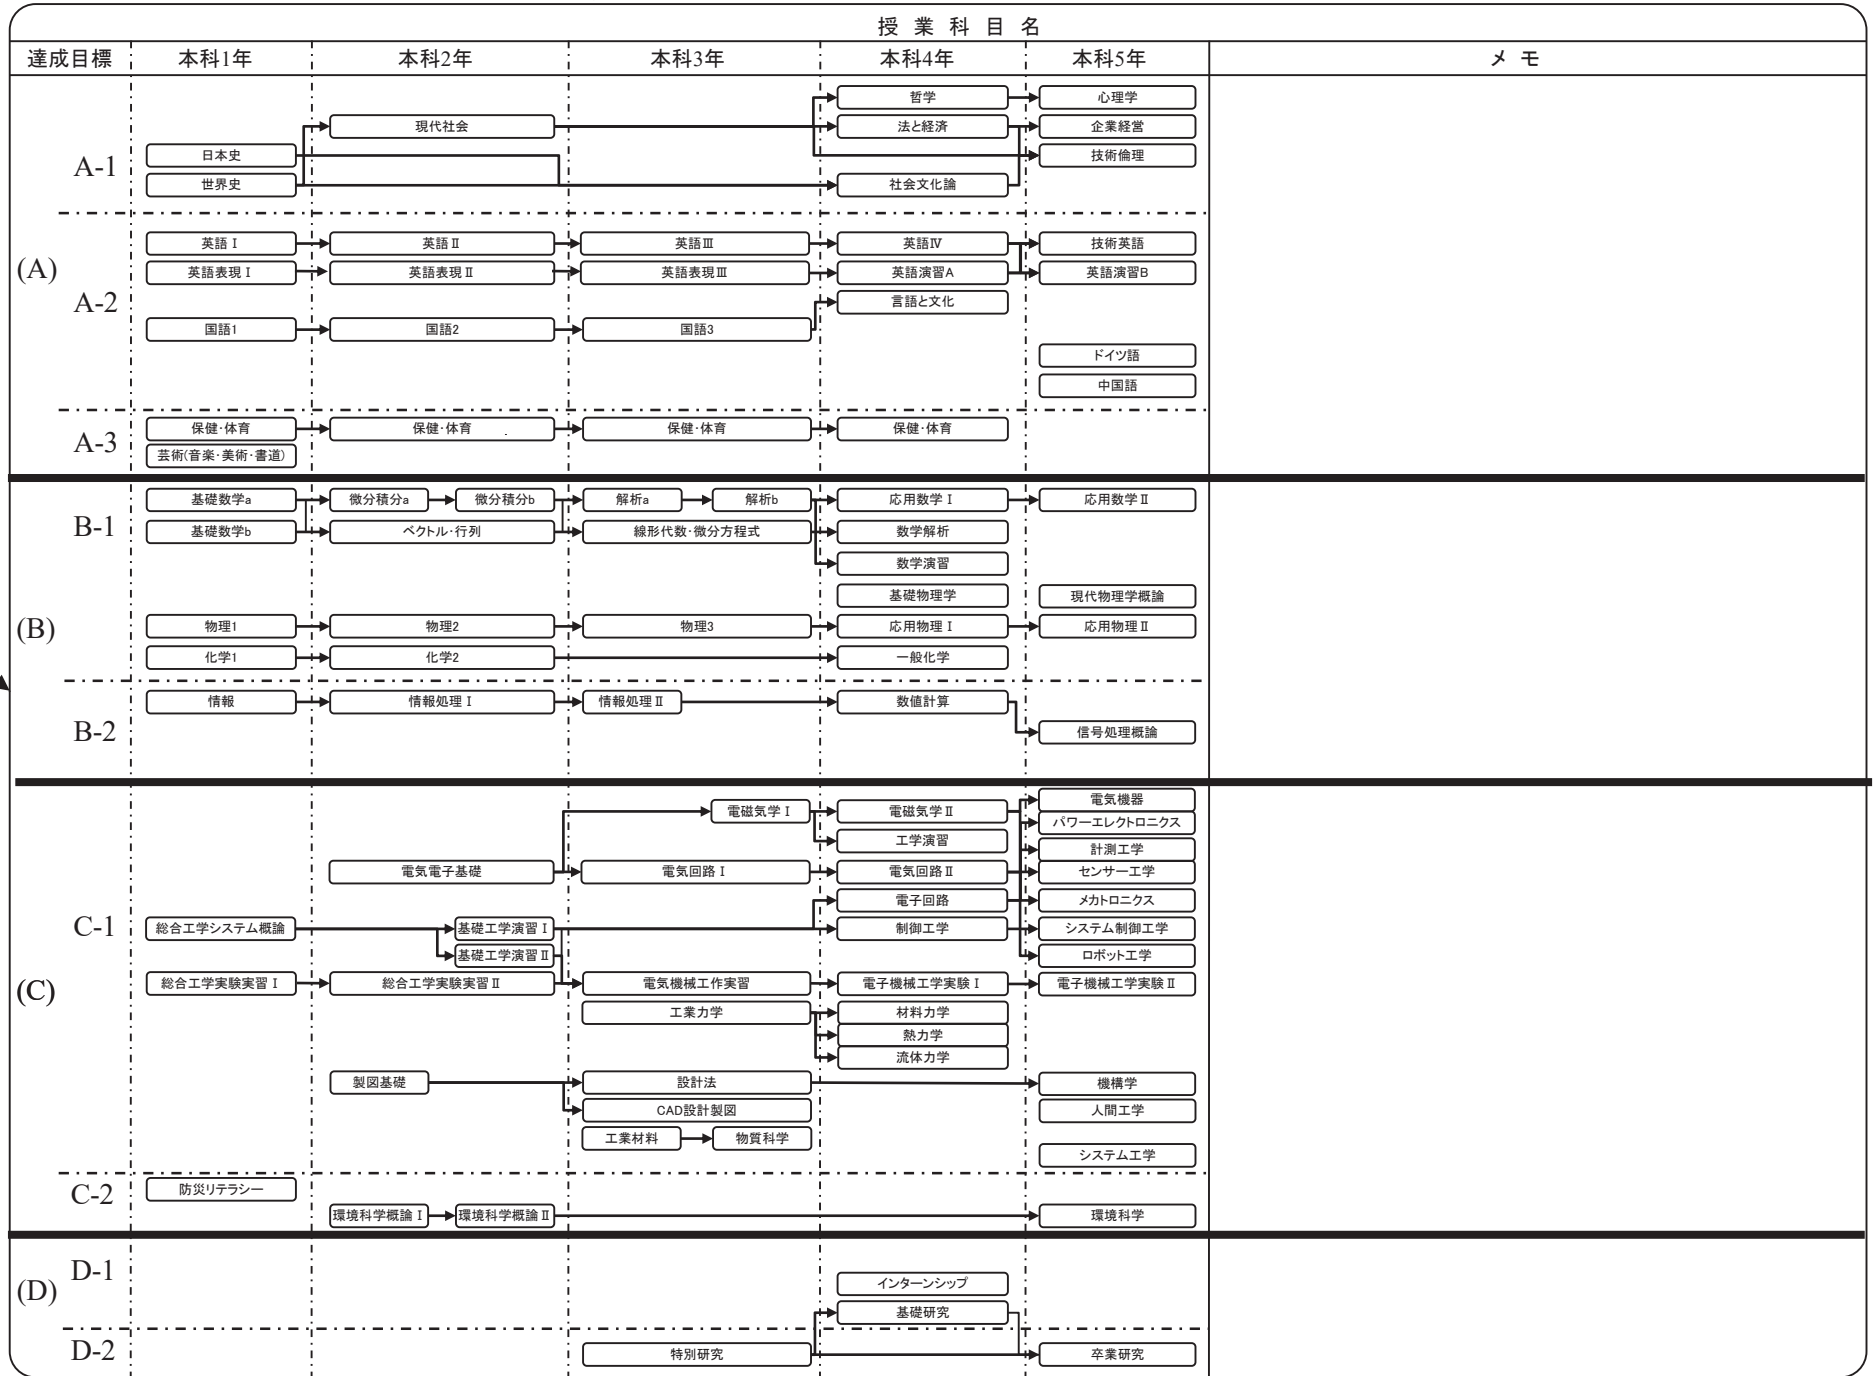 授業科目名
達成目標 本科1年 本科2年 本科3年 本科4年 本科5年 メモ
哲学 心理学
現代社会 法と経済 企業経営
日本史 技術倫理
A-1
世界史 社会文化論
英語Ⅰ 英語Ⅱ 英語Ⅲ 英語Ⅳ 技術英語
(A)
英語表現Ⅰ 英語表現Ⅱ 英語表現Ⅲ 英語演習A 英語演習B
A-2 言語と文化
国語1 国語2 国語3
ドイツ語
中国語
保健・体育 保健・体育 保健・体育 保健・体育
A-3
芸術(音楽・美術・書道)
基礎数学a 微分積分a 微分積分b 解析a 解析b 応用数学Ⅰ 応用数学Ⅱ
B-1
基礎数学b ベクトル・行列 線形代数・微分方程式 数学解析
数学演習
基礎物理学 現代物理学概論
(B) 物理1 物理2 物理3 応用物理Ⅰ 応用物理Ⅱ
化学1 化学2 一般化学
情報 情報処理Ⅰ 情報処理Ⅱ 数値計算
B-2 信号処理概論
電気機器
電磁気学Ⅰ 電磁気学Ⅱ パワーエレクトロニクス
工学演習 計測工学
電気電子基礎 電気回路Ⅰ 電気回路Ⅱ センサー工学
電子回路 メカトロニクス
C-1 総合工学システム概論 基礎工学演習Ⅰ 制御工学 システム制御工学
基礎工学演習Ⅱ ロボット工学
(C) 総合工学実験実習Ⅰ 総合工学実験実習Ⅱ 電気機械工作実習 電子機械工学実験Ⅰ 電子機械工学実験Ⅱ
工業力学 材料力学
熱力学
流体力学
製図基礎 設計法 機構学
CAD設計製図 人間工学
工業材料 物質科学
システム工学
C-2 防災リテラシー
環境科学概論Ⅰ 環境科学概論Ⅱ 環境科学
D-1
(D) インターンシップ
基礎研究
D-2 特別研究 卒業研究